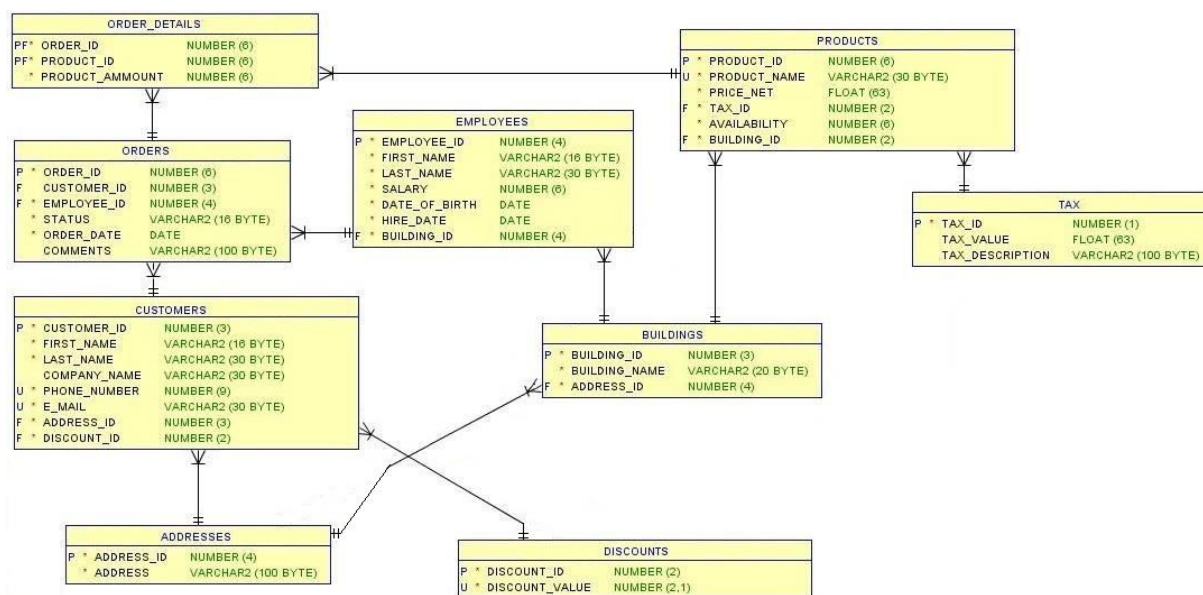 ORDER_DETAILS
PF* ORDER_ID NUMBER (6)
PF* PRODUCT_ID NUMBER (6)
* PRODUCT_AMMOUNT NUMBER (6)
PRODUCTS
P * PRODUCT_ID NUMBER (6)
U * PRODUCT_NAME VARCHAR2 (30 BYTE)
* PRICE_NET FLOAT (63)
F * TAX_ID NUMBER (2)
* AVAILABILITY NUMBER (6)
F * BUILDING_ID NUMBER (2)
EMPLOYEES
P * EMPLOYEE_ID NUMBER (4)
* FIRST_NAME VARCHAR2 (16 BYTE)
* LAST_NAME VARCHAR2 (30 BYTE)
* SALARY NUMBER (6)
* DATE_OF_BIRTH DATE
* HIRE_DATE DATE
F * BUILDING_ID NUMBER (4)
ORDERS
P * ORDER_ID NUMBER (6)
F CUSTOMER_ID NUMBER (3)
F * EMPLOYEE_ID NUMBER (4)
* STATUS VARCHAR2 (16 BYTE)
* ORDER_DATE DATE
COMMENTS VARCHAR2 (100 BYTE)
TAX
P * TAX_ID NUMBER (1)
TAX_VALUE FLOAT (63)
TAX_DESCRIPTION VARCHAR2 (100 BYTE)
CUSTOMERS
P * CUSTOMER_ID NUMBER (3)
* FIRST_NAME VARCHAR2 (16 BYTE)
* LAST_NAME VARCHAR2 (30 BYTE)
COMPANY_NAME VARCHAR2 (30 BYTE)
U * PHONE_NUMBER NUMBER (9)
U * E_MAIL VARCHAR2 (30 BYTE)
F * ADDRESS_ID NUMBER (3)
F * DISCOUNT_ID NUMBER (2)
BUILDINGS
P * BUILDING_ID NUMBER (3)
* BUILDING_NAME VARCHAR2 (20 BYTE)
F * ADDRESS_ID NUMBER (4)
ADDRESSES
P * ADDRESS_ID NUMBER (4)
* ADDRESS VARCHAR2 (100 BYTE)
DISCOUNTS
P * DISCOUNT_ID NUMBER (2)
U * DISCOUNT_VALUE NUMBER (2,1)